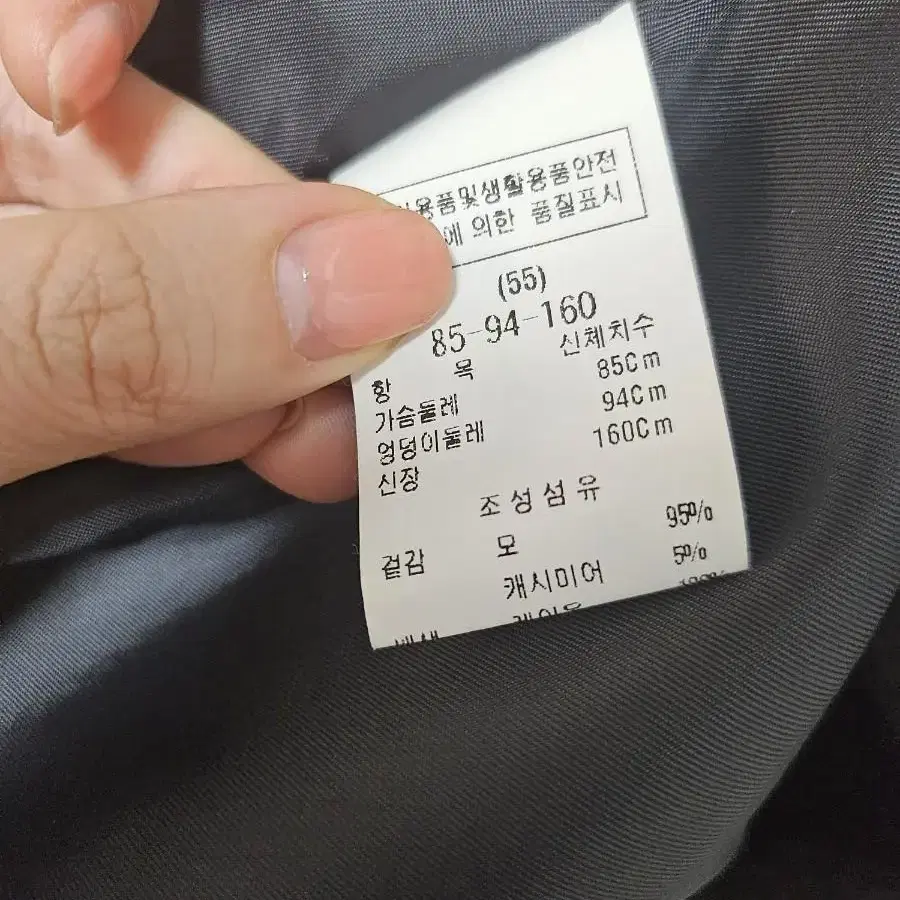 용품및생활용품안전
에 의한 품질표시
(55)
85-94-160
항 목 신체치수
가슴둘레 85Cm
엉덩이둘레 94Cm
신장 160Cm
조성섬유
겉감 모 95%
캐시미어 5%